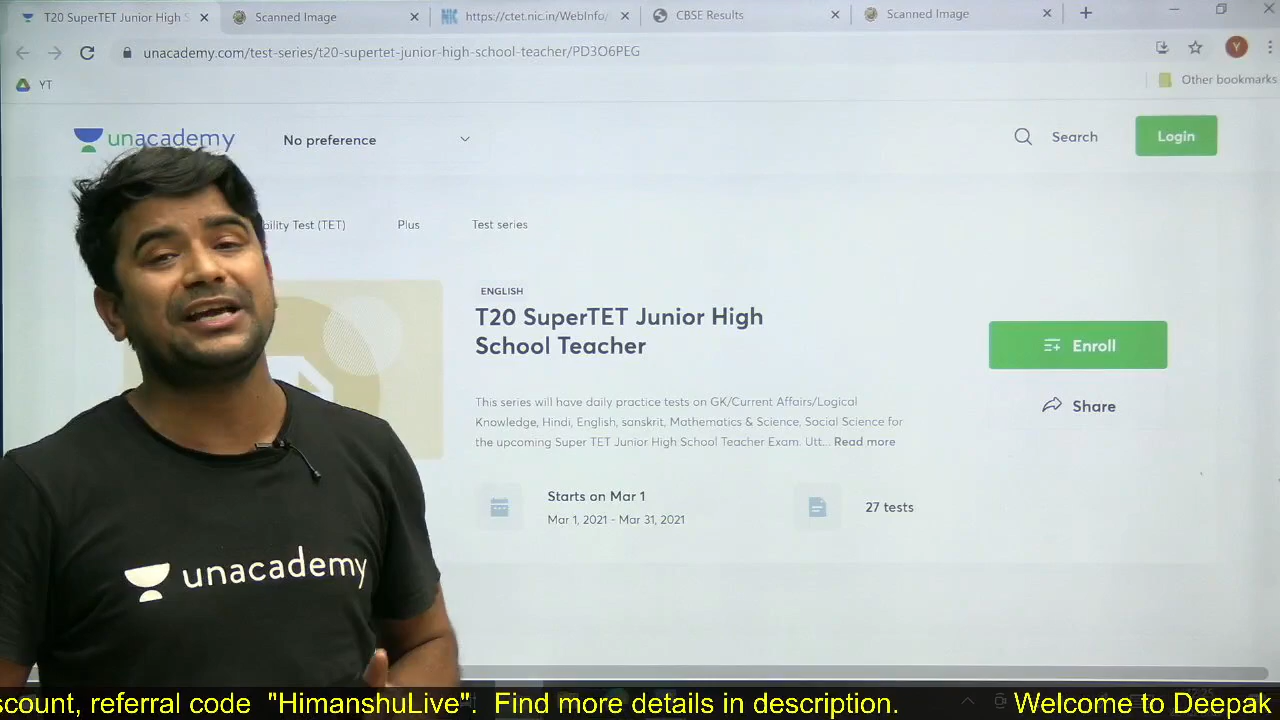 T20 SuperTET Junior High S
Scanned Image
NIC https://ctet.nic.in/WebInfo/
CBSE Results
Scanned Image
unacademy.com/test-series/t20-supertet-junior-high-school-teacher/PD3O6PEG
Y
YT
Other bookmarks
unacademy
No preference
Search
Login
bility Test (TET)
Plus
Test series
ENGLISH
T20 SuperTET Junior High
School Teacher
Enroll
This series will have daily practice tests on GK/Current Affairs/Logical
Knowledge, Hindi, English, sanskrit, Mathematics & Science, Social Science for
the upcoming Super TET Junior High School Teacher Exam. Utt... Read more
Share
Starts on Mar 1
Mar 1, 2021 - Mar 31, 2021
27 tests
unacademy
scount, referral code "HimanshuLive". Find more details in description. Welcome to Deepak